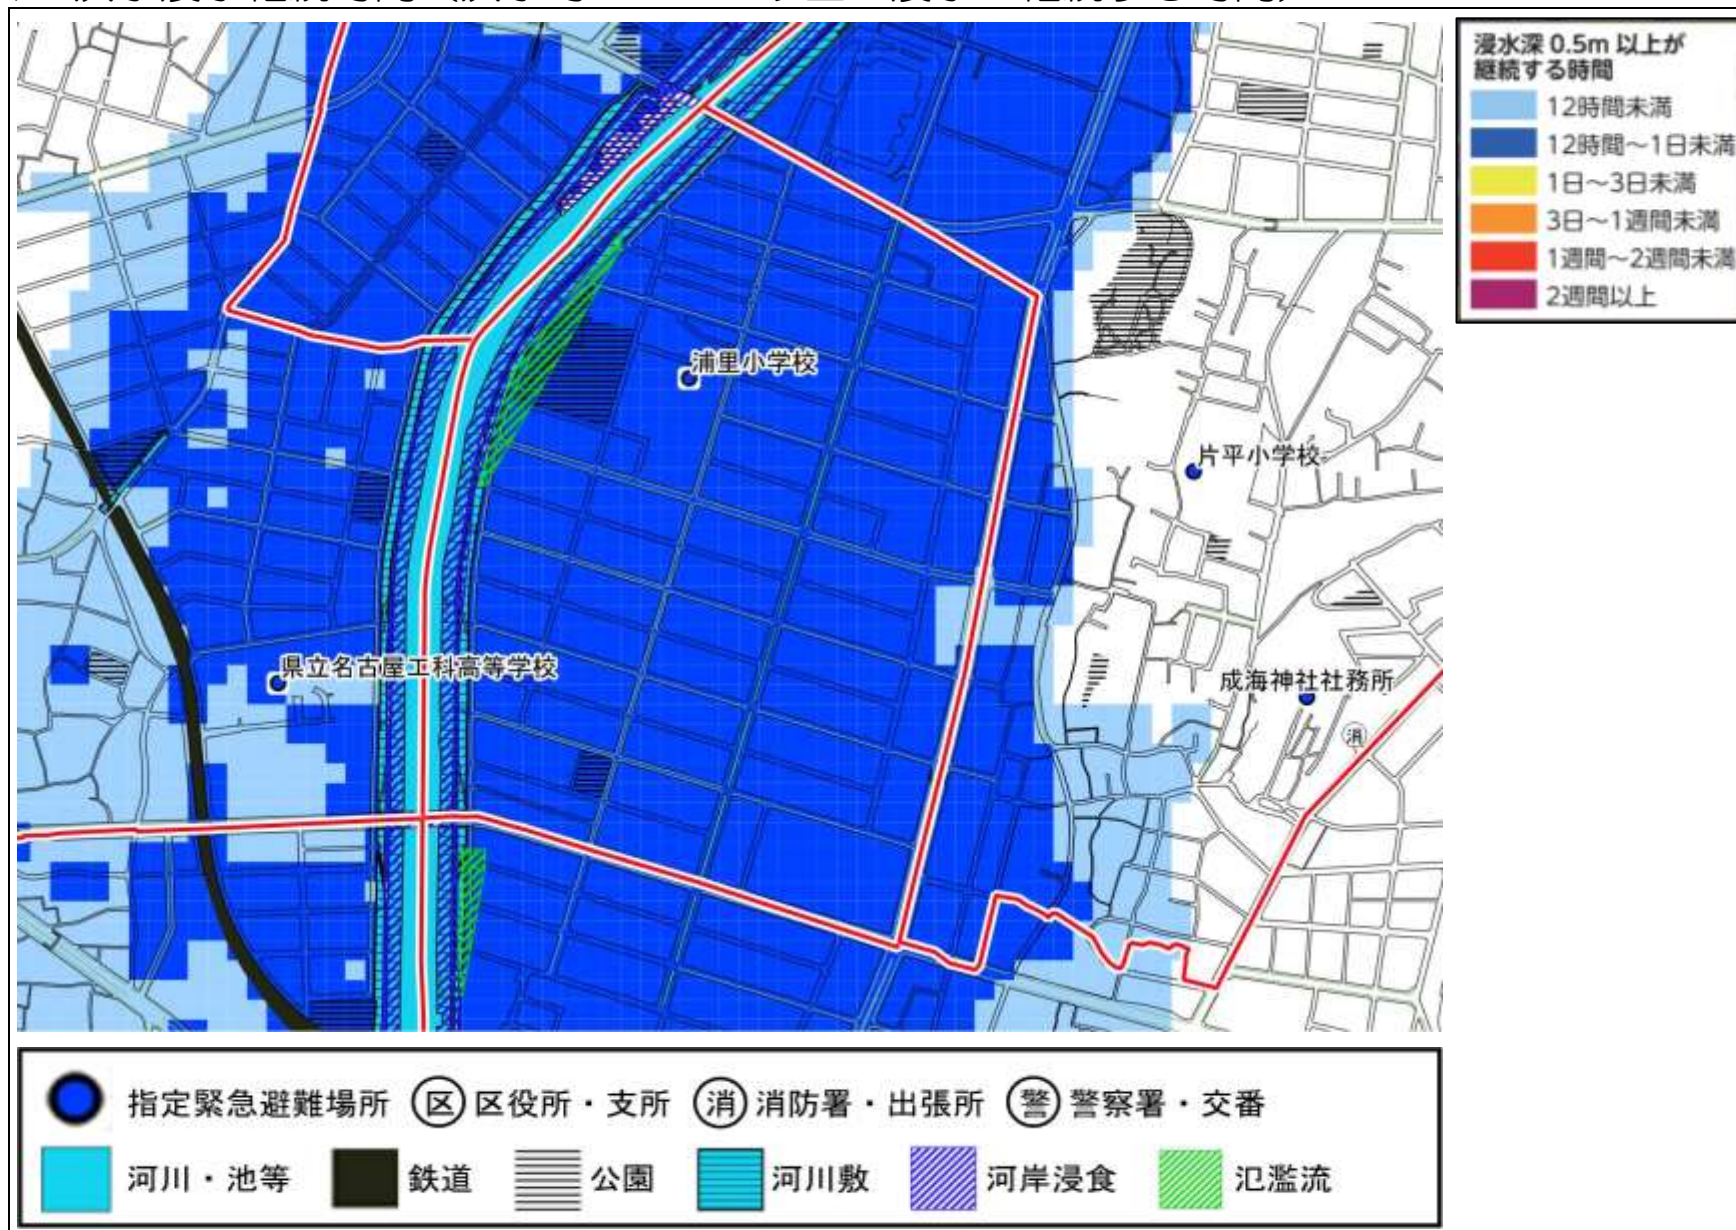 浸水深 0.5m 以上が
継続する時間
12時間未満
12時間～1日未満
1日～3日未満
3日～1週間未満
1週間～2週間未満
2週間以上
浦里小学校
片平小学校
県立名古屋工科高等学校
成海神社社務所
消
指定緊急避難場所 区 区役所・支所 消 消防署・出張所 警 警察署・交番
河川・池等 鉄道 公園 河川敷 河岸浸食 氾濫流